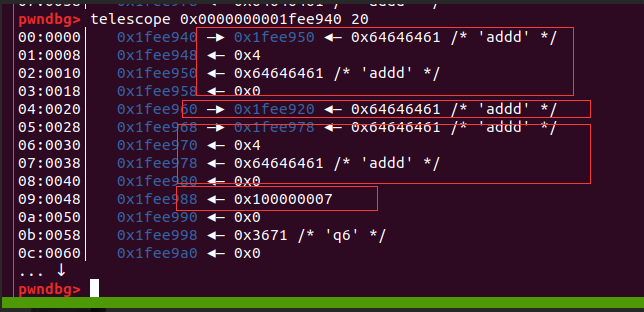 pwndbg> telescope 0x0000000001fee940 20
00:0000│ 0x1fee940 —▸ 0x1fee950 ◂— 0x64646461 /* 'addd' */
01:0008│ 0x1fee948 ◂— 0x4
02:0010│ 0x1fee950 ◂— 0x64646461 /* 'addd' */
03:0018│ 0x1fee958 ◂— 0x0
04:0020│ 0x1fee960 —▸ 0x1fee920 ◂— 0x64646461 /* 'addd' */
05:0028│ 0x1fee968 —▸ 0x1fee978 ◂— 0x64646461 /* 'addd' */
06:0030│ 0x1fee970 ◂— 0x4
07:0038│ 0x1fee978 ◂— 0x64646461 /* 'addd' */
08:0040│ 0x1fee980 ◂— 0x0
09:0048│ 0x1fee988 ◂— 0x100000007
0a:0050│ 0x1fee990 ◂— 0x0
0b:0058│ 0x1fee998 ◂— 0x3671 /* 'q6' */
0c:0060│ 0x1fee9a0 ◂— 0x0
... ↓
pwndbg>